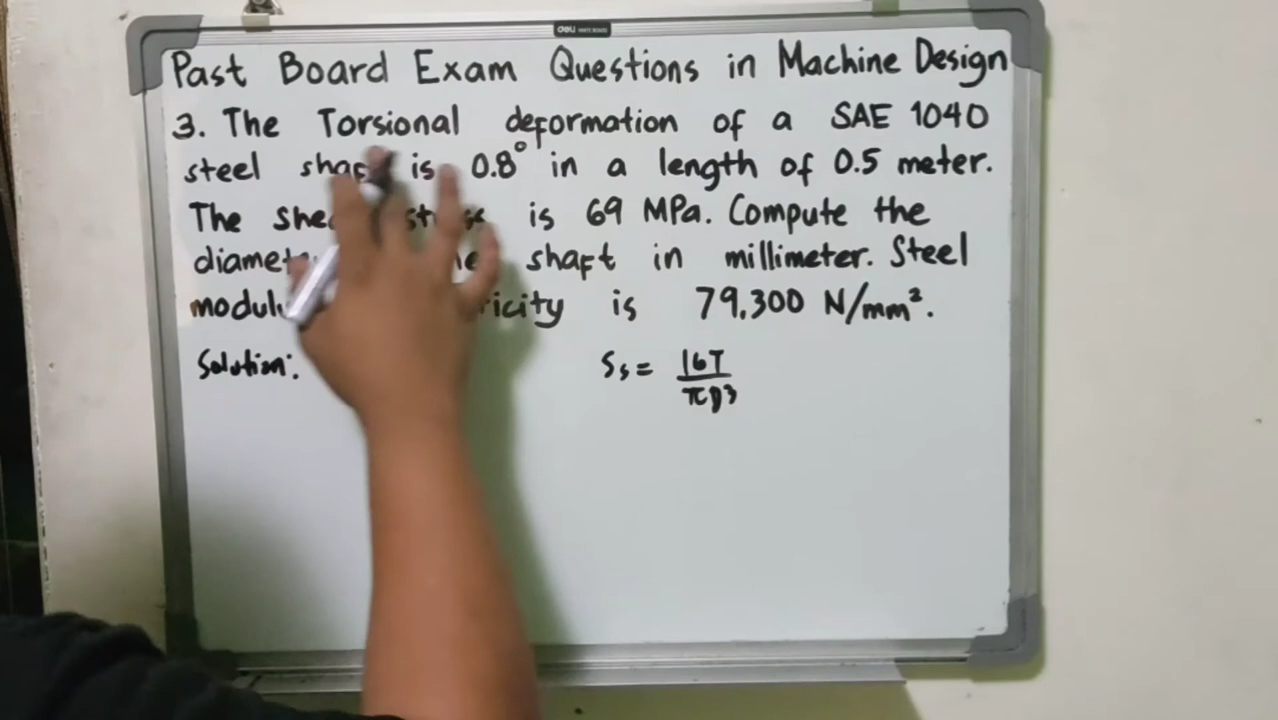 deli
Past Board Exam Questions in Machine Design
3. The Torsional deformation of a SAE 1040
steel shaft is 0.8° in a length of 0.5 meter.
The is 69 MPa. Compute the
shaft in millimeter. Steel
is 79,300 N/mm².
Solution: Ss = 16T
πD3